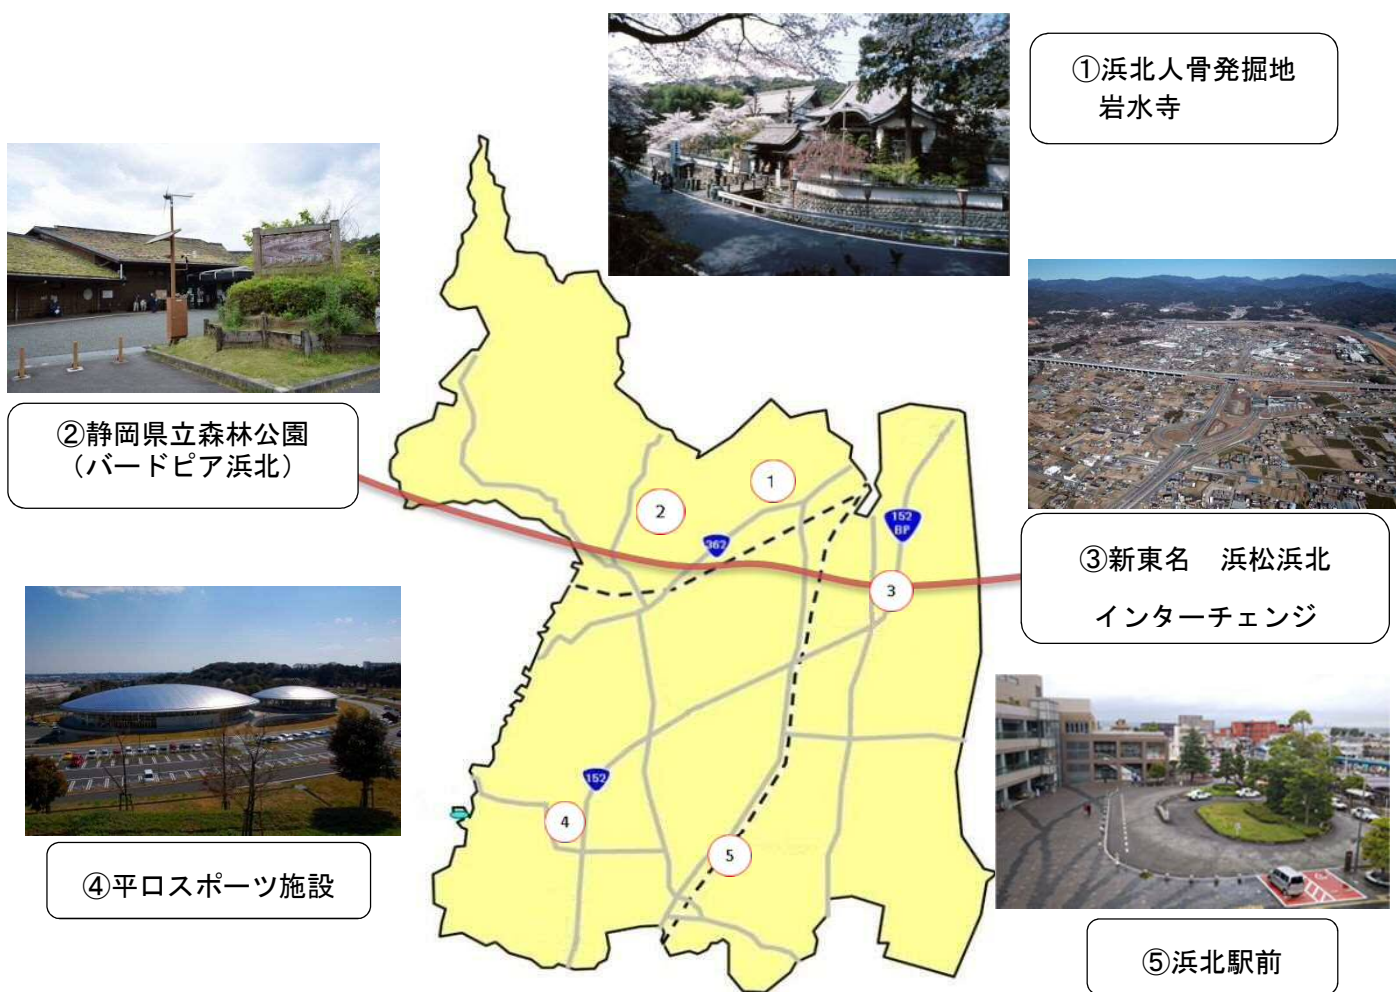 ①浜北人骨発掘地
岩水寺
②静岡県立森林公園
（バードピア浜北）
③新東名　浜松浜北
インターチェンジ
④平口スポーツ施設
⑤浜北駅前
1
2
362
152
BP
3
152
4
5